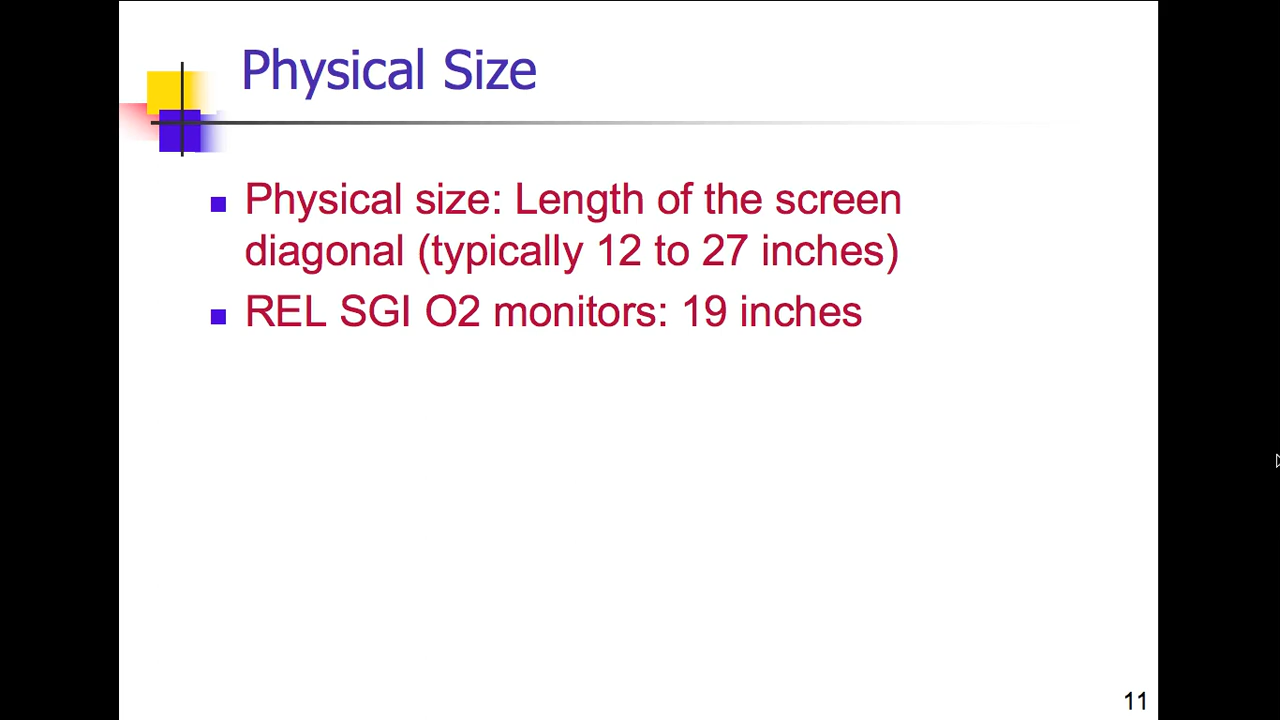 Physical Size
Physical size: Length of the screen
diagonal (typically 12 to 27 inches)
REL SGI O2 monitors: 19 inches
11